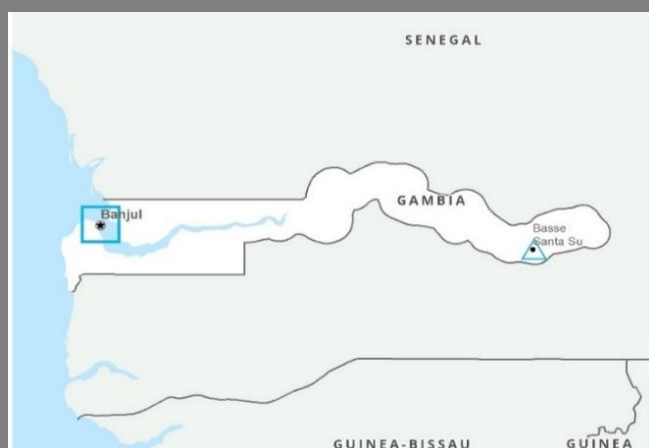 SENEGAL
Banjul
GAMBIA
Basse
Santa Su
GUINEA-BISSAU
GUINEA